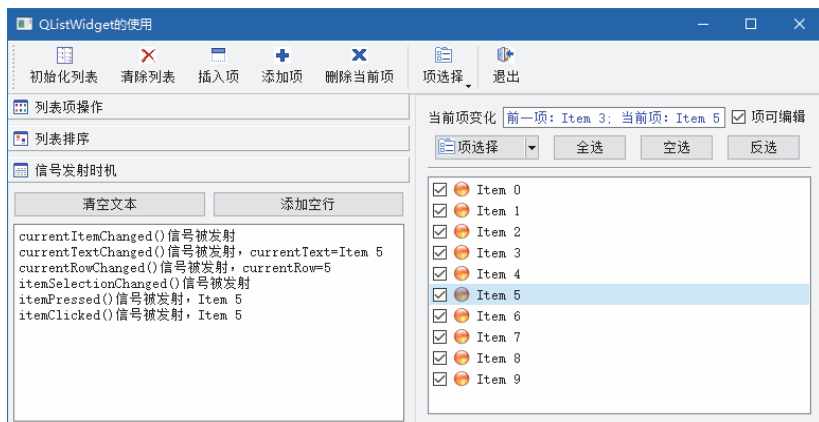 QListWidget的使用
初始化列表 清除列表 插入项 添加项 删除当前项 项选择 退出
列表项操作
列表排序
信号发射时机
清空文本 添加空行
currentItemChanged()信号被发射
currentTextChanged()信号被发射，currentText=Item 5
currentRowChanged()信号被发射，currentRow=5
itemSelectionChanged()信号被发射
itemPressed()信号被发射，Item 5
itemClicked()信号被发射，Item 5
当前项变化 前一项：Item 3; 当前项：Item 5 项可编辑
项选择 全选 空选 反选
Item 0
Item 1
Item 2
Item 3
Item 4
Item 5
Item 6
Item 7
Item 8
Item 9